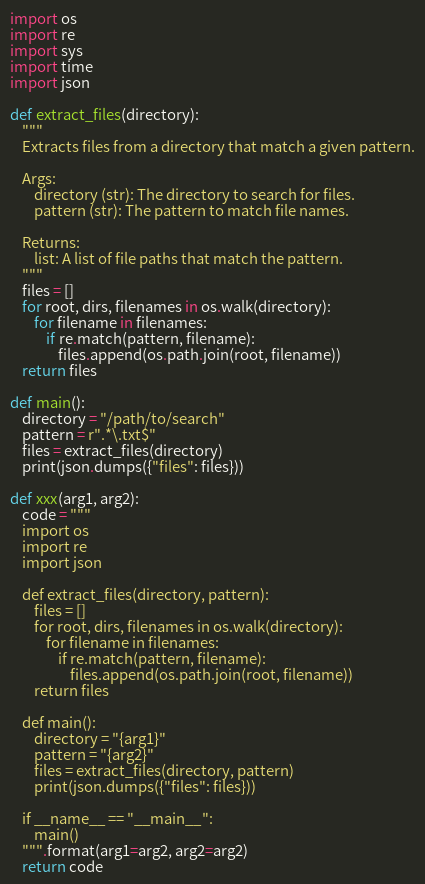 import os
import re
import sys
import time
import json

def extract_files(directory):
    """
    Extracts files from a directory that match a given pattern.

    Args:
        directory (str): The directory to search for files.
        pattern (str): The pattern to match file names.

    Returns:
        list: A list of file paths that match the pattern.
    """
    files = []
    for root, dirs, filenames in os.walk(directory):
        for filename in filenames:
            if re.match(pattern, filename):
                files.append(os.path.join(root, filename))
    return files

def main():
    directory = "/path/to/search"
    pattern = r".*\.txt$"
    files = extract_files(directory)
    print(json.dumps({"files": files}))

def xxx(arg1, arg2):
    code = """
    import os
    import re
    import json

    def extract_files(directory, pattern):
        files = []
        for root, dirs, filenames in os.walk(directory):
            for filename in filenames:
                if re.match(pattern, filename):
                    files.append(os.path.join(root, filename))
        return files

    def main():
        directory = "{arg1}"
        pattern = "{arg2}"
        files = extract_files(directory, pattern)
        print(json.dumps({"files": files}))

    if __name__ == "__main__":
        main()
    """.format(arg1=arg2, arg2=arg2)
    return code